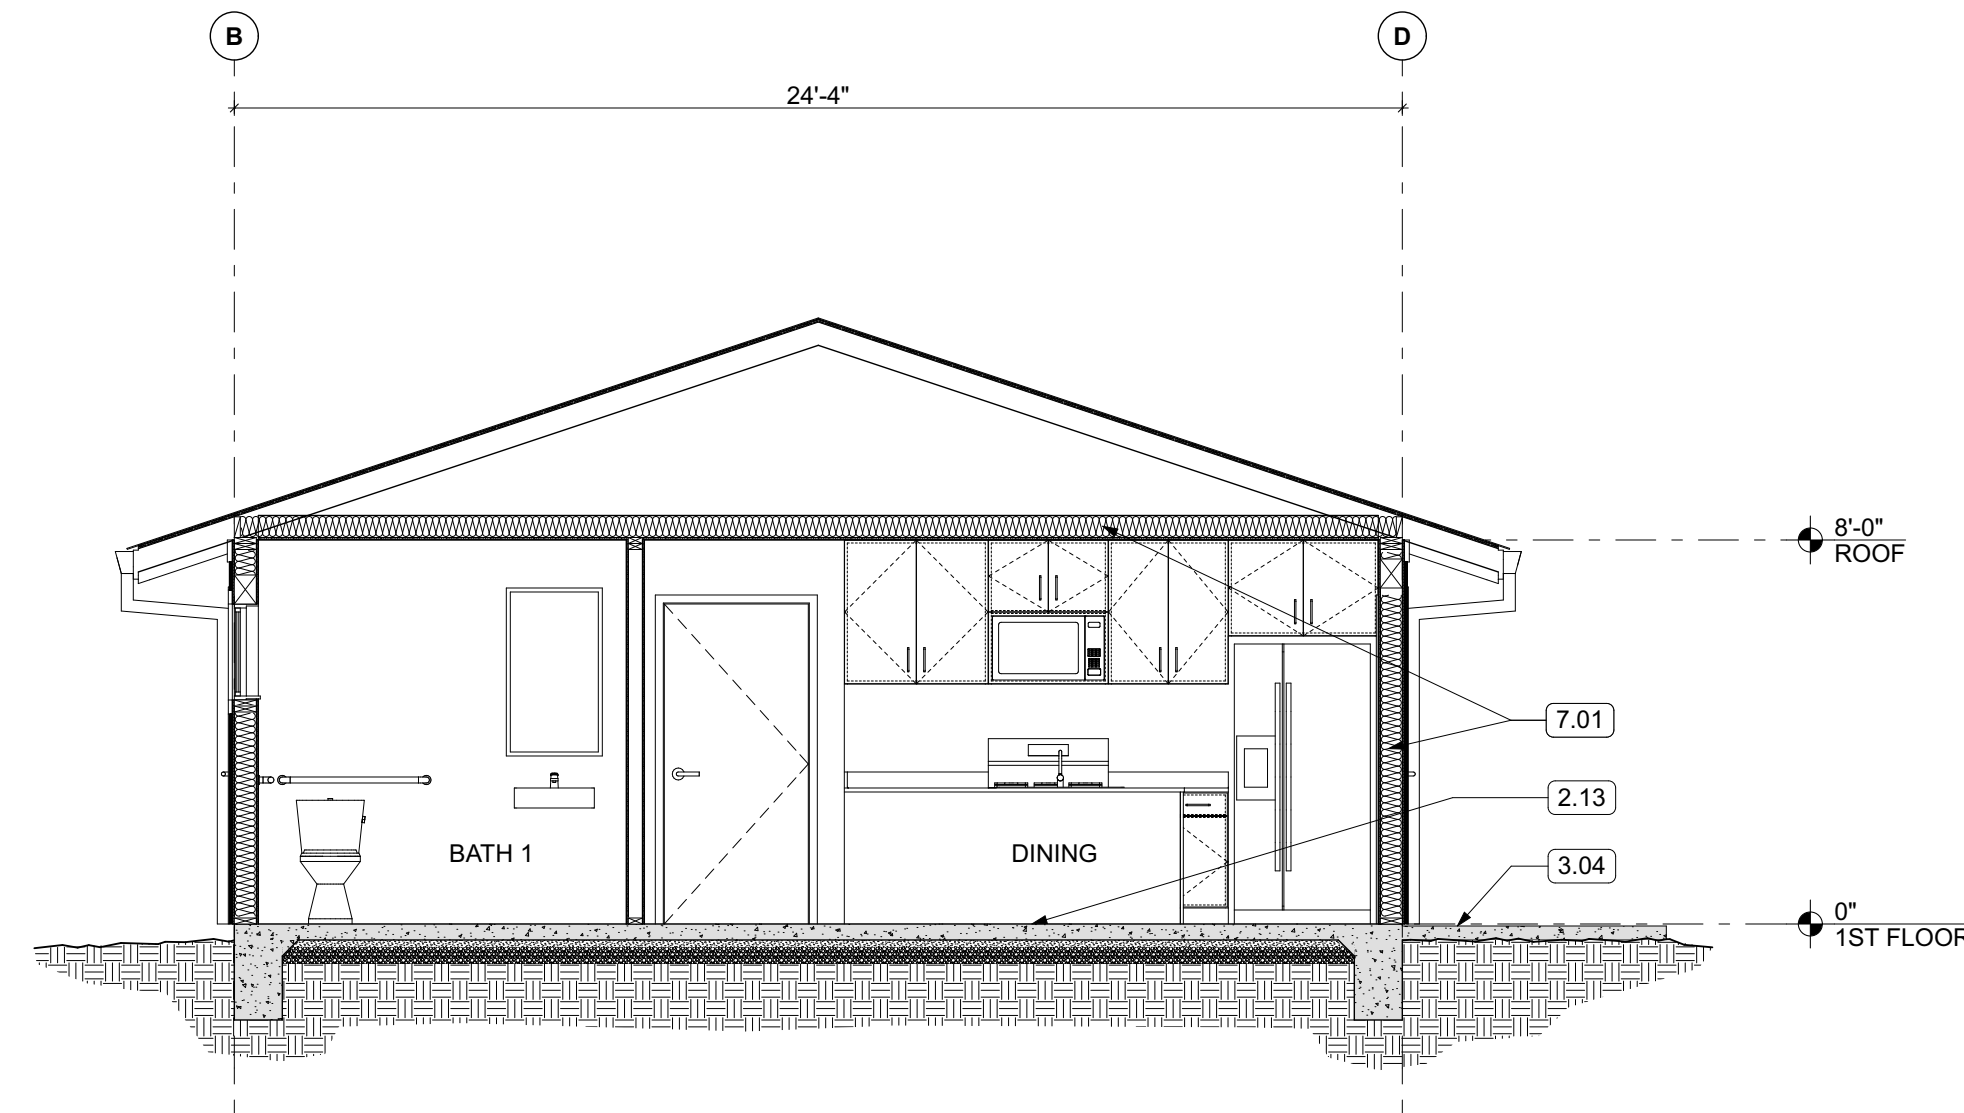 B
D
24'-4"
8'-0"
ROOF
7.01
2.13
BATH 1
DINING
3.04
0"
1ST FLOOR